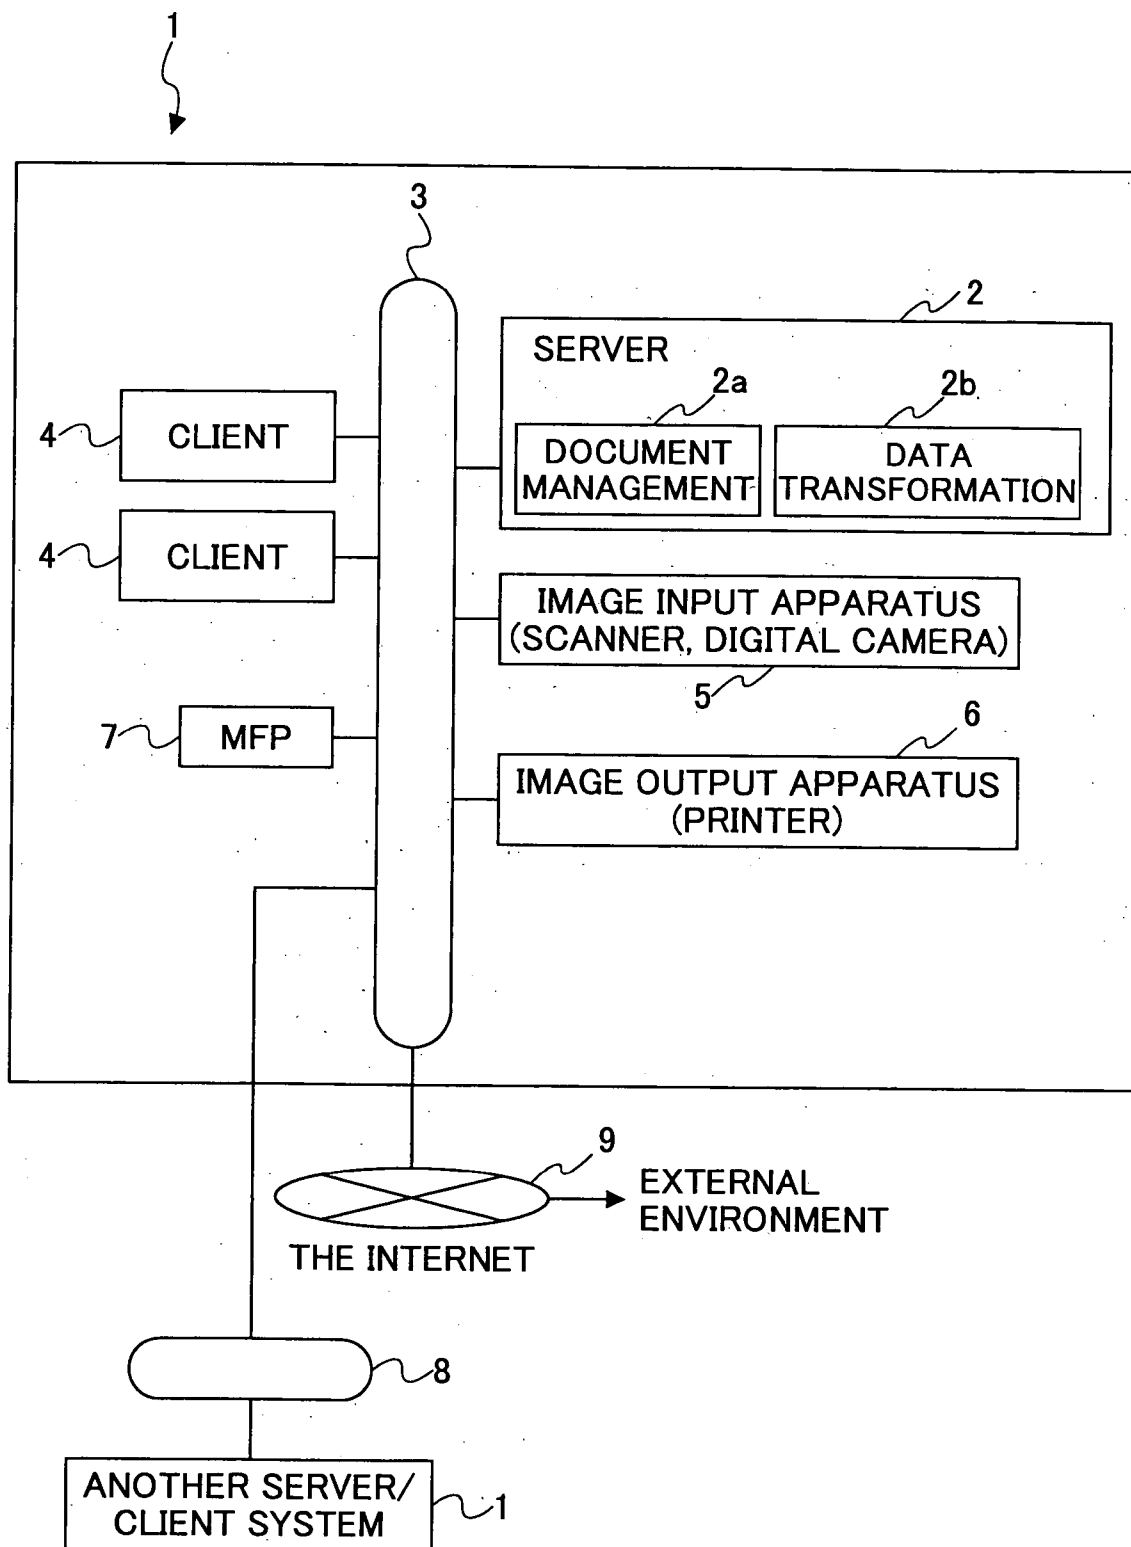 1
3
2
SERVER
2a
2b
4
CLIENT
DOCUMENT
MANAGEMENT
DATA
TRANSFORMATION
4
CLIENT
IMAGE INPUT APPARATUS
(SCANNER, DIGITAL CAMERA)
5
7
MFP
6
IMAGE OUTPUT APPARATUS
(PRINTER)
9
EXTERNAL
ENVIRONMENT
THE INTERNET
8
ANOTHER SERVER/
CLIENT SYSTEM
1